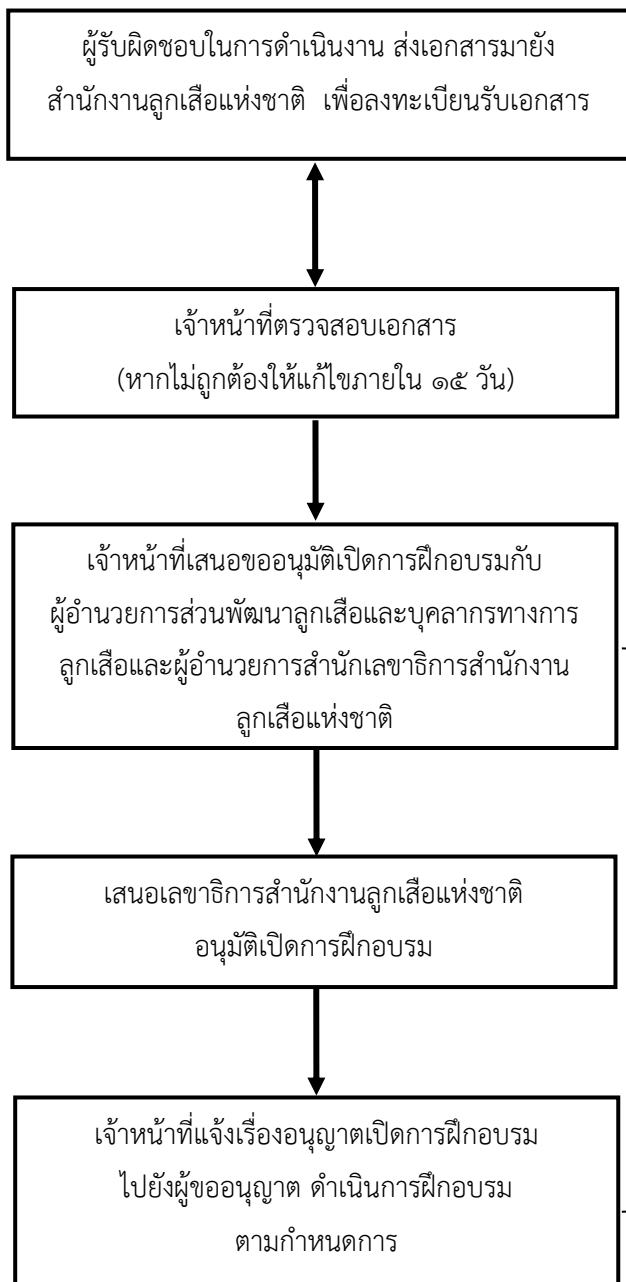 ผู้รับผิดชอบในการดำเนินงาน ส่งเอกสารมายัง
สำนักงานลูกเสือแห่งชาติ เพื่อลงทะเบียนรับเอกสาร
เจ้าหน้าที่ตรวจสอบเอกสาร
(หากไม่ถูกต้องให้แก้ไขภายใน ๑๕ วัน)
เจ้าหน้าที่เสนอขออนุมัติเปิดการฝึกอบรมกับ
ผู้อำนวยการส่วนพัฒนาลูกเสือและบุคลากรทางการ
ลูกเสือและผู้อำนวยการสำนักเลขาธิการสำนักงาน
ลูกเสือแห่งชาติ
เสนอเลขาธิการสำนักงานลูกเสือแห่งชาติ
อนุมัติเปิดการฝึกอบรม
เจ้าหน้าที่แจ้งเรื่องอนุญาตเปิดการฝึกอบรม
ไปยังผู้ขออนุญาต ดำเนินการฝึกอบรม
ตามกำหนดการ